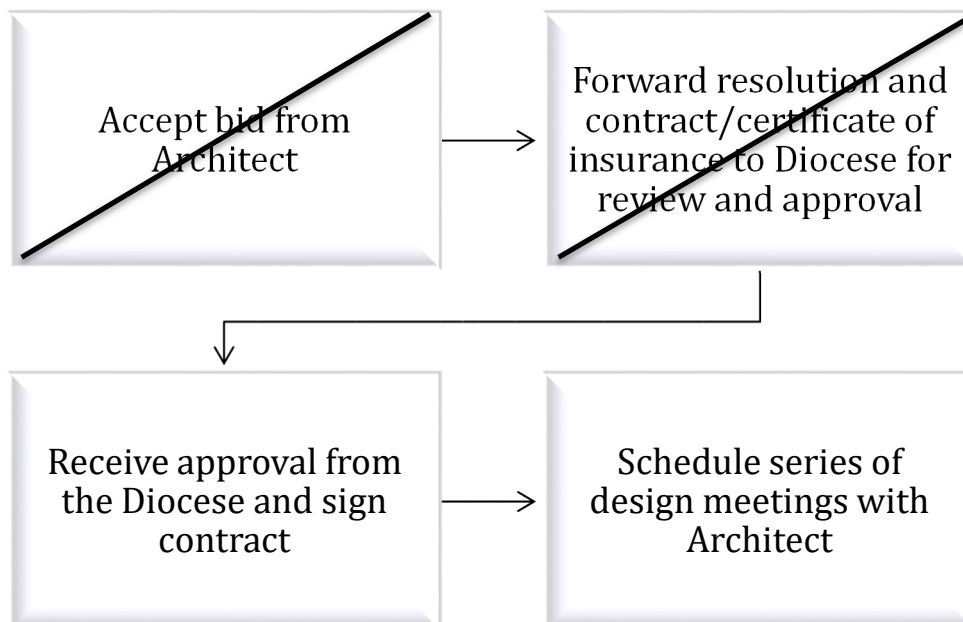 Accept bid from
Architect
Forward resolution and
contract/certificate of
insurance to Diocese for
review and approval
Receive approval from
the Diocese and sign
contract
Schedule series of
design meetings with
Architect